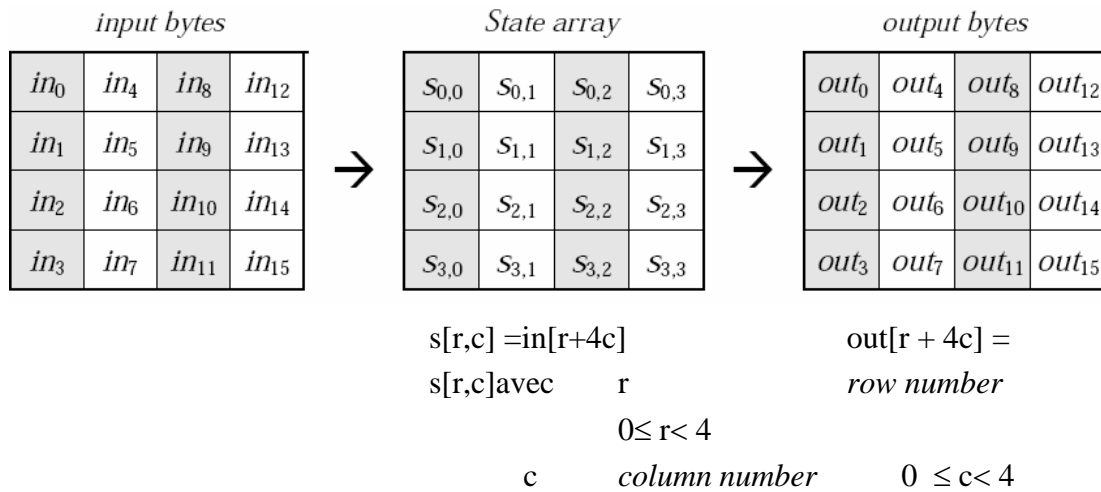 input bytes State array output bytes
in0 in4 in8 in12 s0,0 s0,1 s0,2 s0,3 out0 out4 out8 out12
in1 in5 in9 in13 s1,0 s1,1 s1,2 s1,3 out1 out5 out9 out13
→ →
in2 in6 in10 in14 s2,0 s2,1 s2,2 s2,3 out2 out6 out10 out14
in3 in7 in11 in15 s3,0 s3,1 s3,2 s3,3 out3 out7 out11 out15
s[r,c] =in[r+4c] out[r + 4c] =
s[r,c]avec r row number
0≤ r< 4
c column number 0 ≤ c< 4